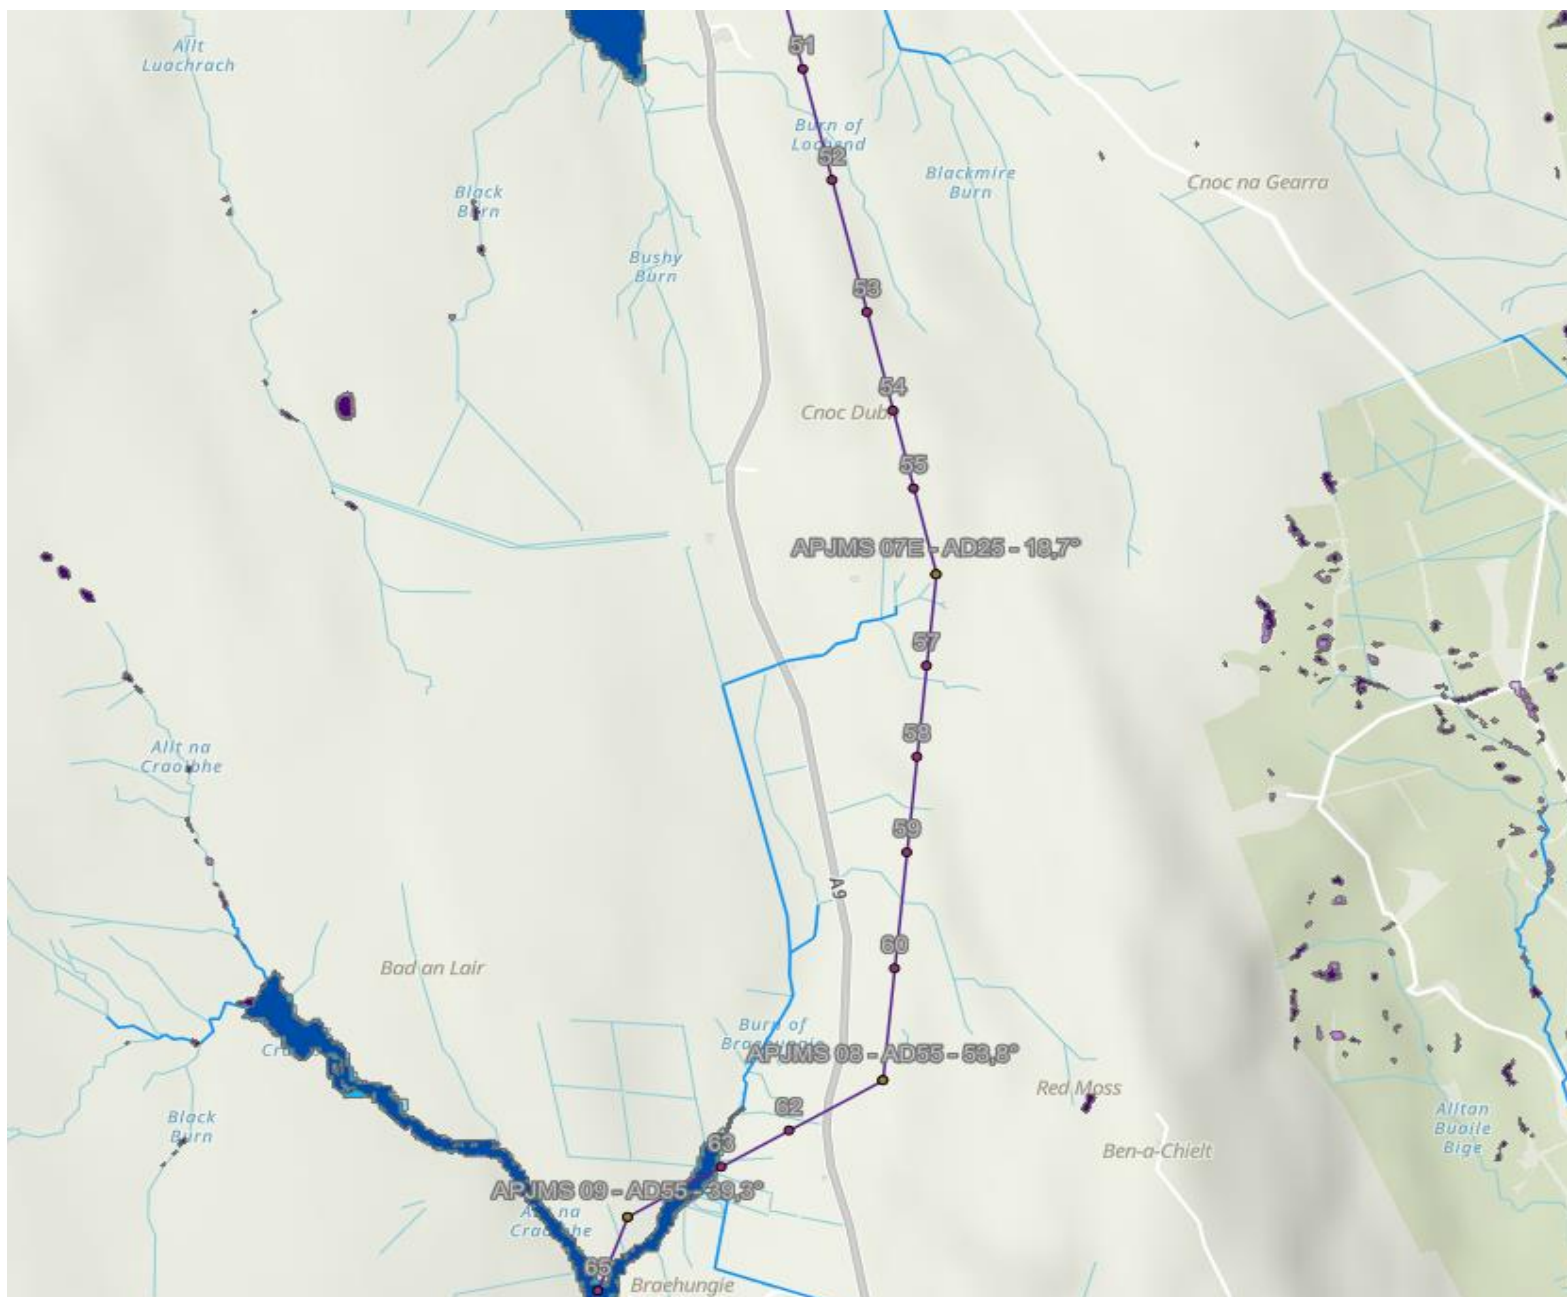 Allt
Luachrach
51
Burn of
Lochend
52
Blackmire
Burn
Cnoc na Gearra
Black
Burn
Bushy
Burn
53
54
Cnoc Dubh
55
APJMS 07E - AD25 - 18,7°
57
58
Allt na
Craoibhe
59
A9
60
Bad an Lair
Burn of
Braehungie
APJMS 08 - AD55 - 53,8°
Red Moss
62
Black
Burn
Alltan
Buaile
Bige
63
Ben-a-Chielt
APJMS 09 - AD55 - 39,3°
Allt na
Craoibhe
65
Braehungie